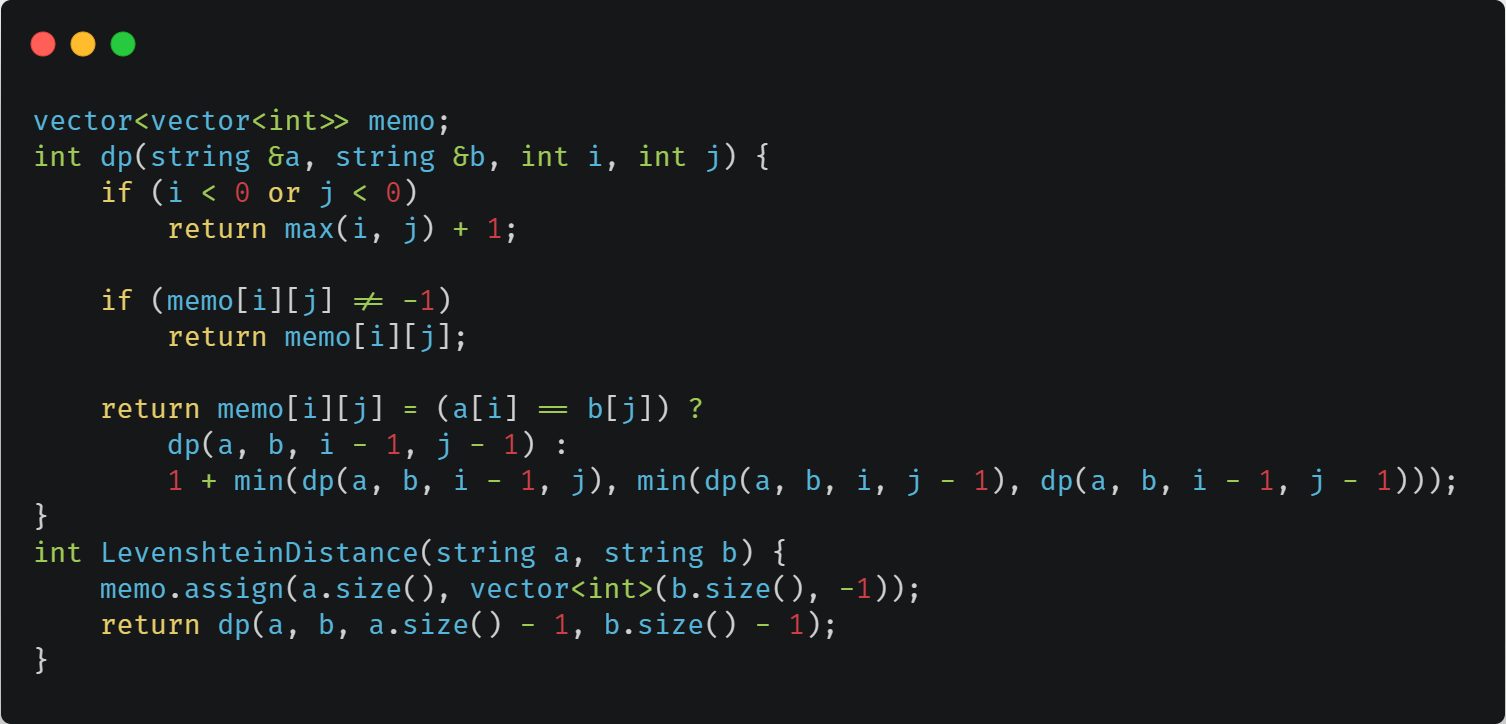 vector<vector<int>> memo;
int dp(string &a, string &b, int i, int j) {
    if (i < 0 or j < 0)
        return max(i, j) + 1;

    if (memo[i][j] != -1)
        return memo[i][j];

    return memo[i][j] = (a[i] == b[j]) ?
        dp(a, b, i - 1, j - 1) :
        1 + min(dp(a, b, i - 1, j), min(dp(a, b, i, j - 1), dp(a, b, i - 1, j - 1)));
}
int LevenshteinDistance(string a, string b) {
    memo.assign(a.size(), vector<int>(b.size(), -1));
    return dp(a, b, a.size() - 1, b.size() - 1);
}